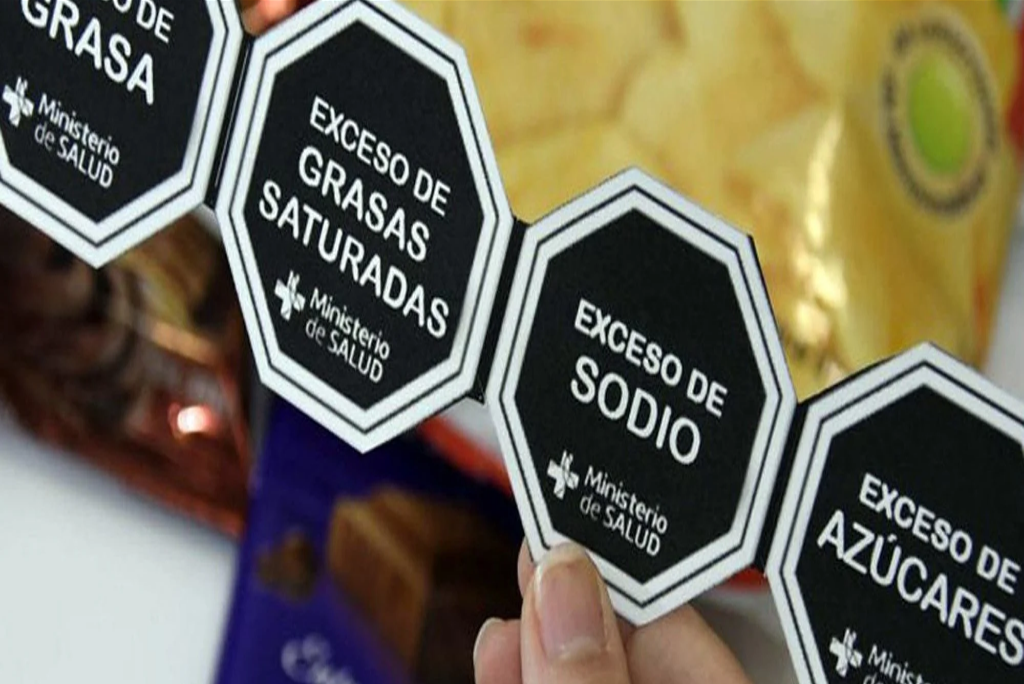 DE
GRASA
Ministerio
de SALUD
EXCESO DE
GRASAS
SATURADAS
Ministerio
de SALUD
EXCESO DE
SODIO
Ministerio
de SALUD
EXCESO DE
AZÚCARES